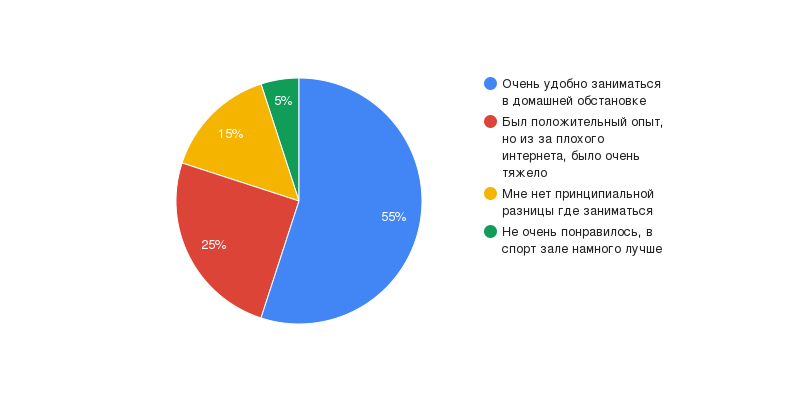 5%
15%
55%
25%
Очень удобно заниматься
в домашней обстановке
Был положительный опыт,
но из за плохого
интернета, было очень
тяжело
Мне нет принципиальной
разницы где заниматься
Не очень понравилось, в
спорт зале намного лучше